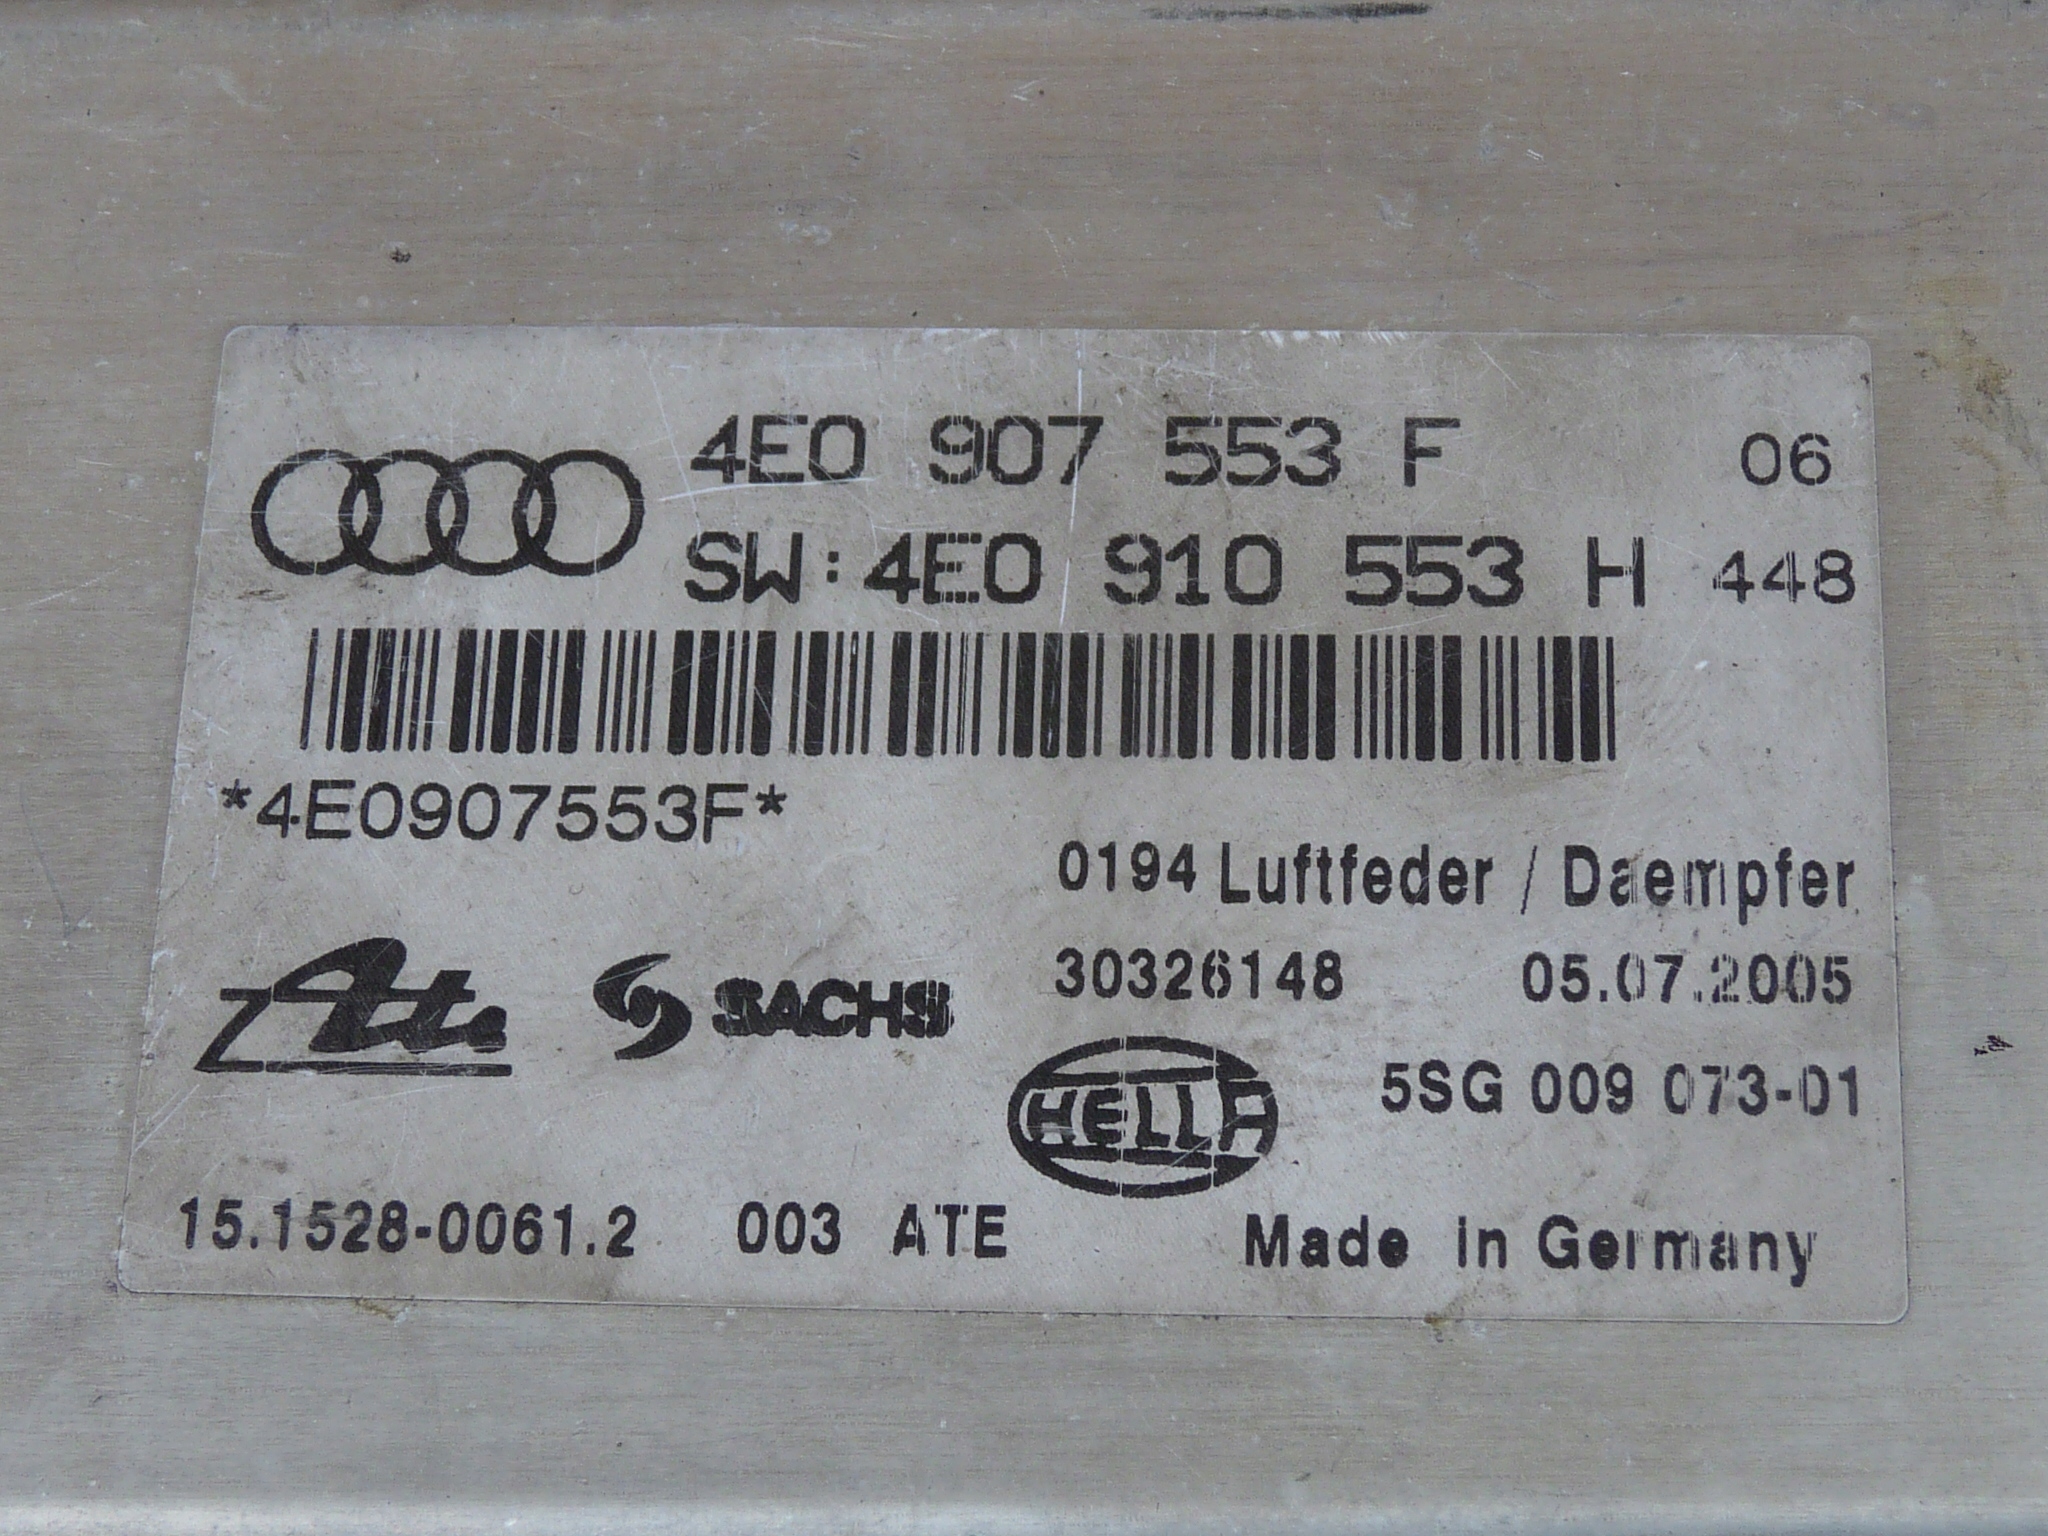 4E0 907 553 F 06
SW:4E0 910 553 H 448
*4E0907553F*
0194 Luftfeder / Daempfer
Ate SACHS 30326148 05.07.2005
HELLA 5SG 009 073-01
15.1528-0061.2 003 ATE Made in Germany